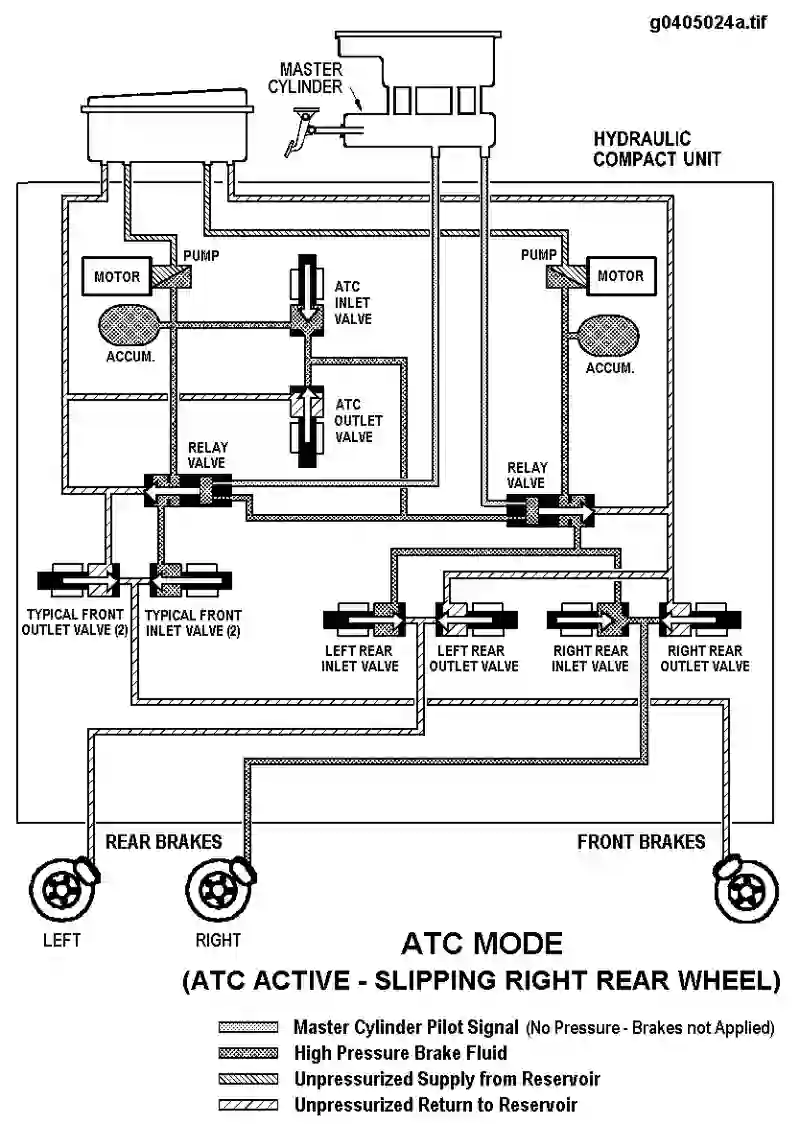 g0405024a.tif
MASTER
CYLINDER
HYDRAULIC
COMPACT UNIT
PUMP
MOTOR
ATC
INLET
VALVE
ACCUM.
PUMP
MOTOR
ACCUM.
ATC
OUTLET
VALVE
RELAY
VALVE
RELAY
VALVE
TYPICAL FRONT
OUTLET VALVE (2)
TYPICAL FRONT
INLET VALVE (2)
LEFT REAR
INLET VALVE
LEFT REAR
OUTLET VALVE
RIGHT REAR
INLET VALVE
RIGHT REAR
OUTLET VALVE
REAR BRAKES
FRONT BRAKES
LEFT
RIGHT
ATC MODE
(ATC ACTIVE - SLIPPING RIGHT REAR WHEEL)
Master Cylinder Pilot Signal (No Pressure - Brakes not Applied)
High Pressure Brake Fluid
Unpressurized Supply from Reservoir
Unpressurized Return to Reservoir